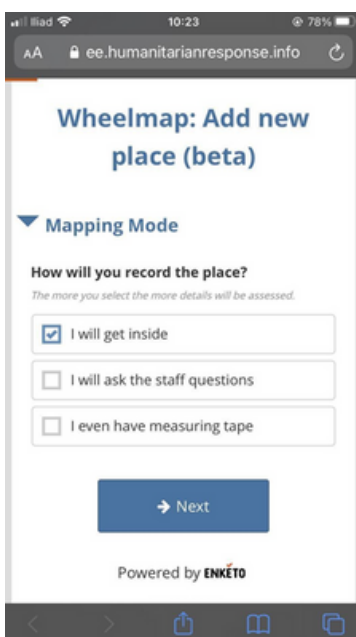 Iliad 10:23 78%
AA ee.humanitarianresponse.info
Wheelmap: Add new
place (beta)
Mapping Mode
How will you record the place?
The more you select the more details will be assessed.
I will get inside
I will ask the staff questions
I even have measuring tape
Next
Powered by ENKÉTO